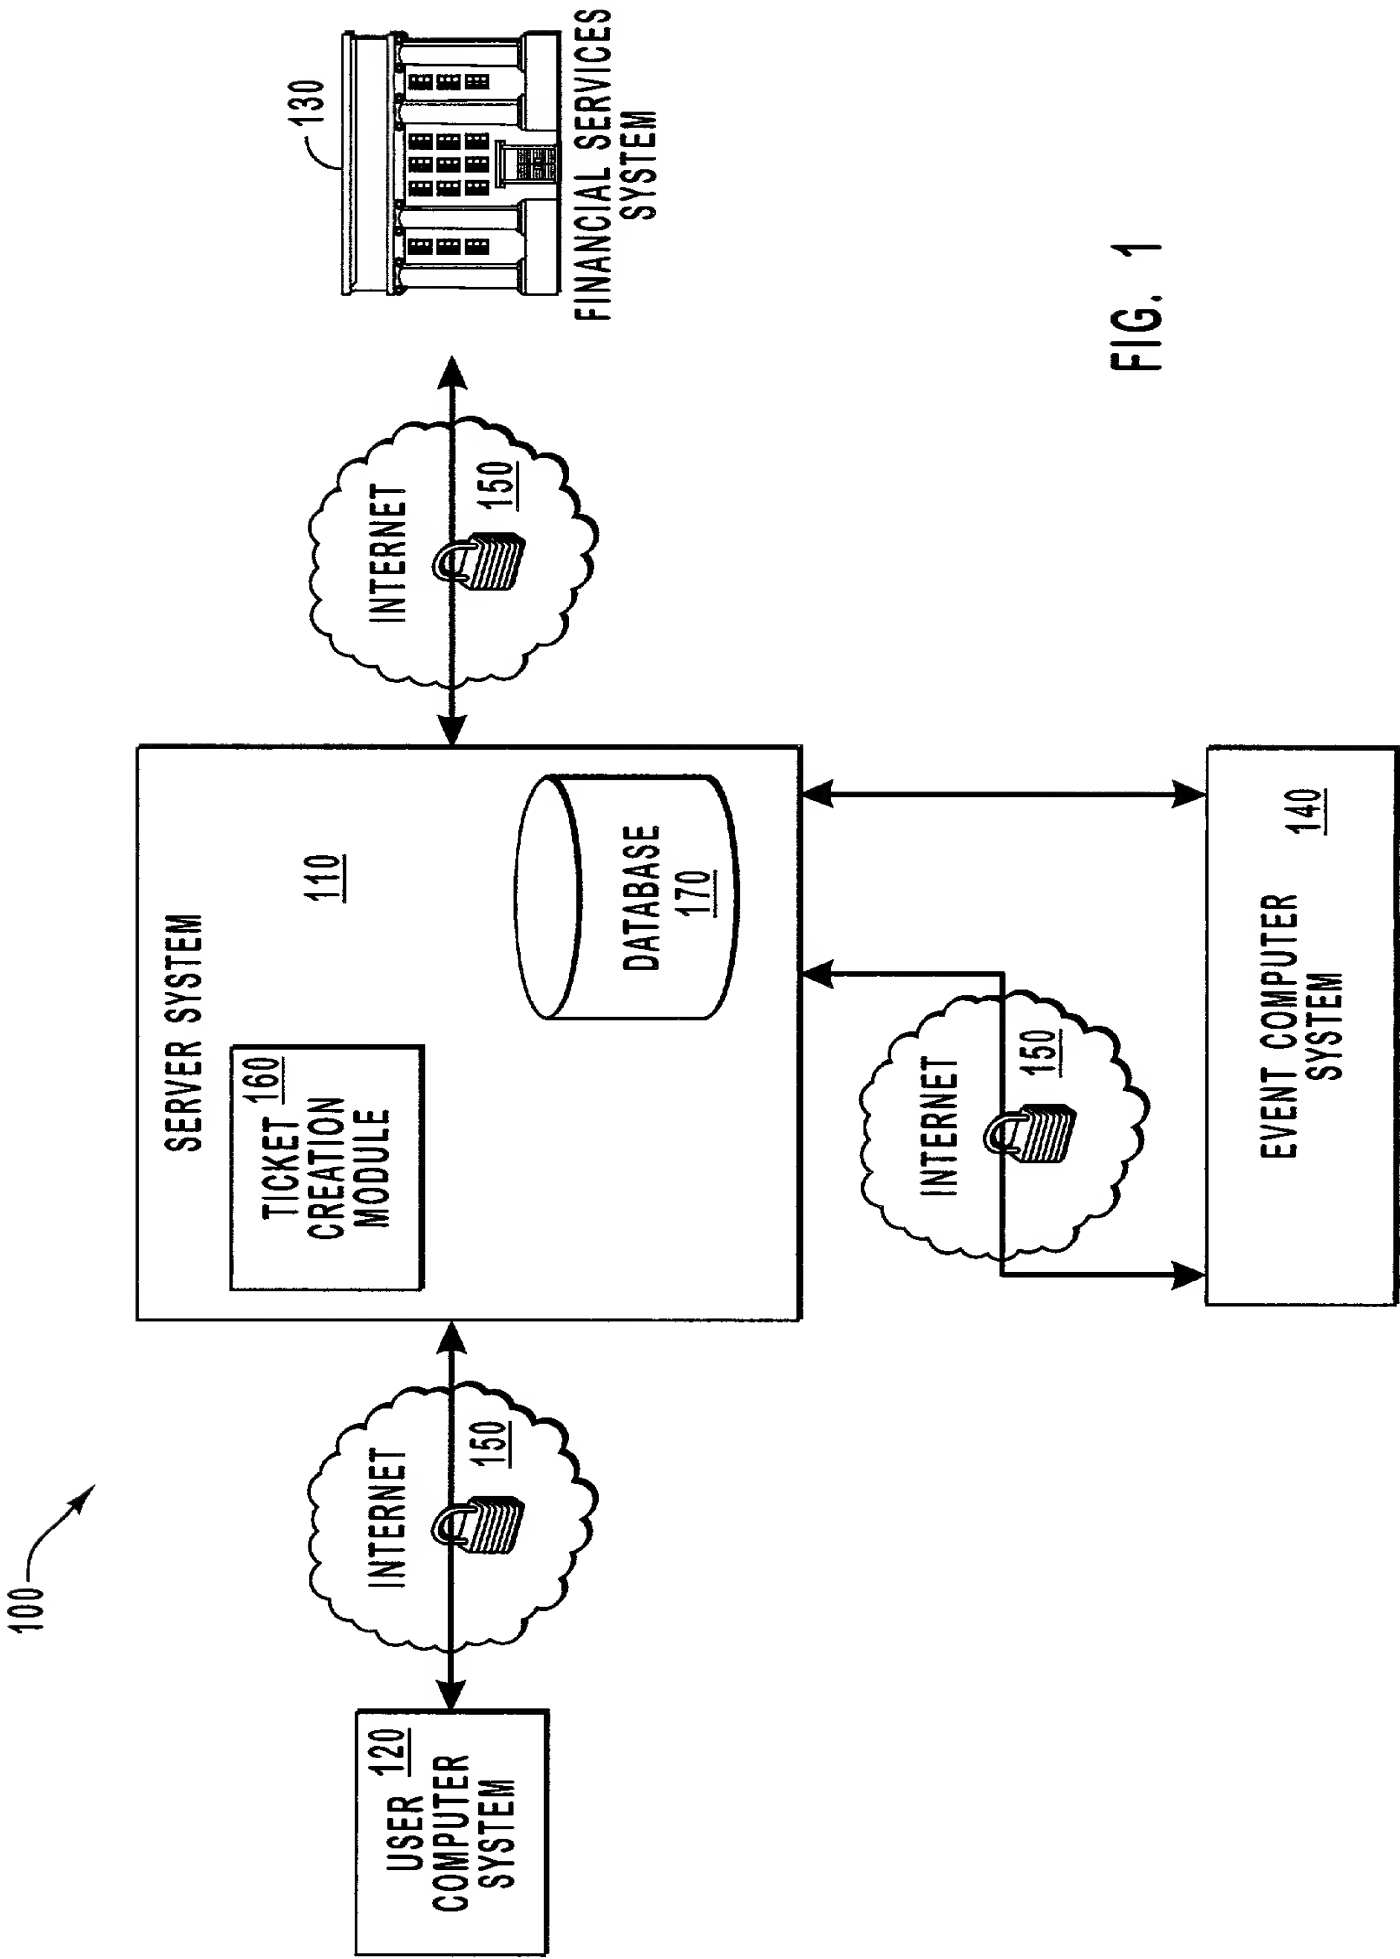 100
SERVER SYSTEM
110
160
TICKET
CREATION
MODULE
DATABASE
170
USER 120
COMPUTER
SYSTEM
INTERNET
150
INTERNET
150
130
FINANCIAL SERVICES
SYSTEM
INTERNET
150
EVENT COMPUTER
SYSTEM
140
FIG. 1